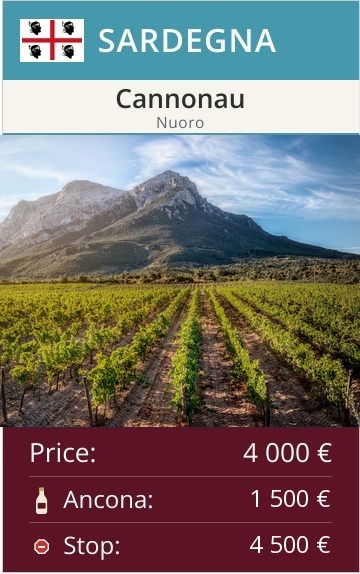 SARDEGNA
Cannonau
Nuoro
Price: 4 000 €
Ancona: 1 500 €
Stop: 4 500 €